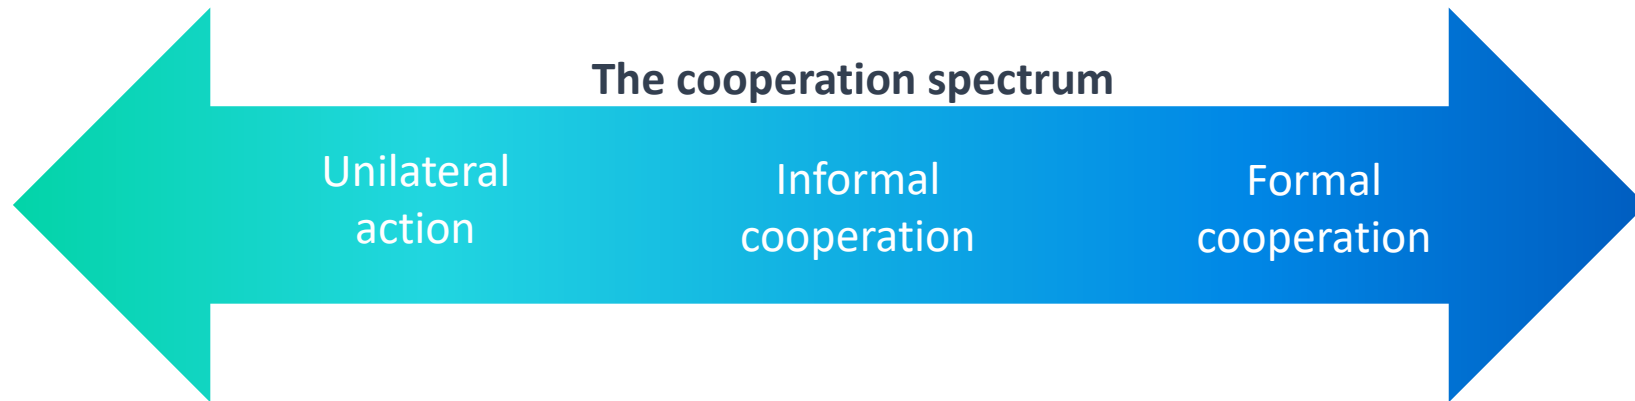 The cooperation spectrum
Unilateral
action
Informal
cooperation
Formal
cooperation